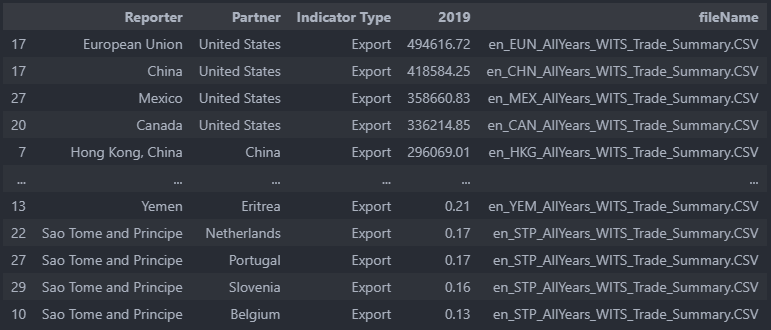 Reporter Partner Indicator Type 2019 fileName
17 European Union United States Export 494616.72 en_EUN_AllYears_WITS_Trade_Summary.CSV
17 China United States Export 418584.25 en_CHN_AllYears_WITS_Trade_Summary.CSV
27 Mexico United States Export 358660.83 en_MEX_AllYears_WITS_Trade_Summary.CSV
20 Canada United States Export 336214.85 en_CAN_AllYears_WITS_Trade_Summary.CSV
7 Hong Kong, China China Export 296069.01 en_HKG_AllYears_WITS_Trade_Summary.CSV
... ... ... ... ... ...
13 Yemen Eritrea Export 0.21 en_YEM_AllYears_WITS_Trade_Summary.CSV
22 Sao Tome and Principe Netherlands Export 0.17 en_STP_AllYears_WITS_Trade_Summary.CSV
27 Sao Tome and Principe Portugal Export 0.17 en_STP_AllYears_WITS_Trade_Summary.CSV
29 Sao Tome and Principe Slovenia Export 0.16 en_STP_AllYears_WITS_Trade_Summary.CSV
10 Sao Tome and Principe Belgium Export 0.13 en_STP_AllYears_WITS_Trade_Summary.CSV